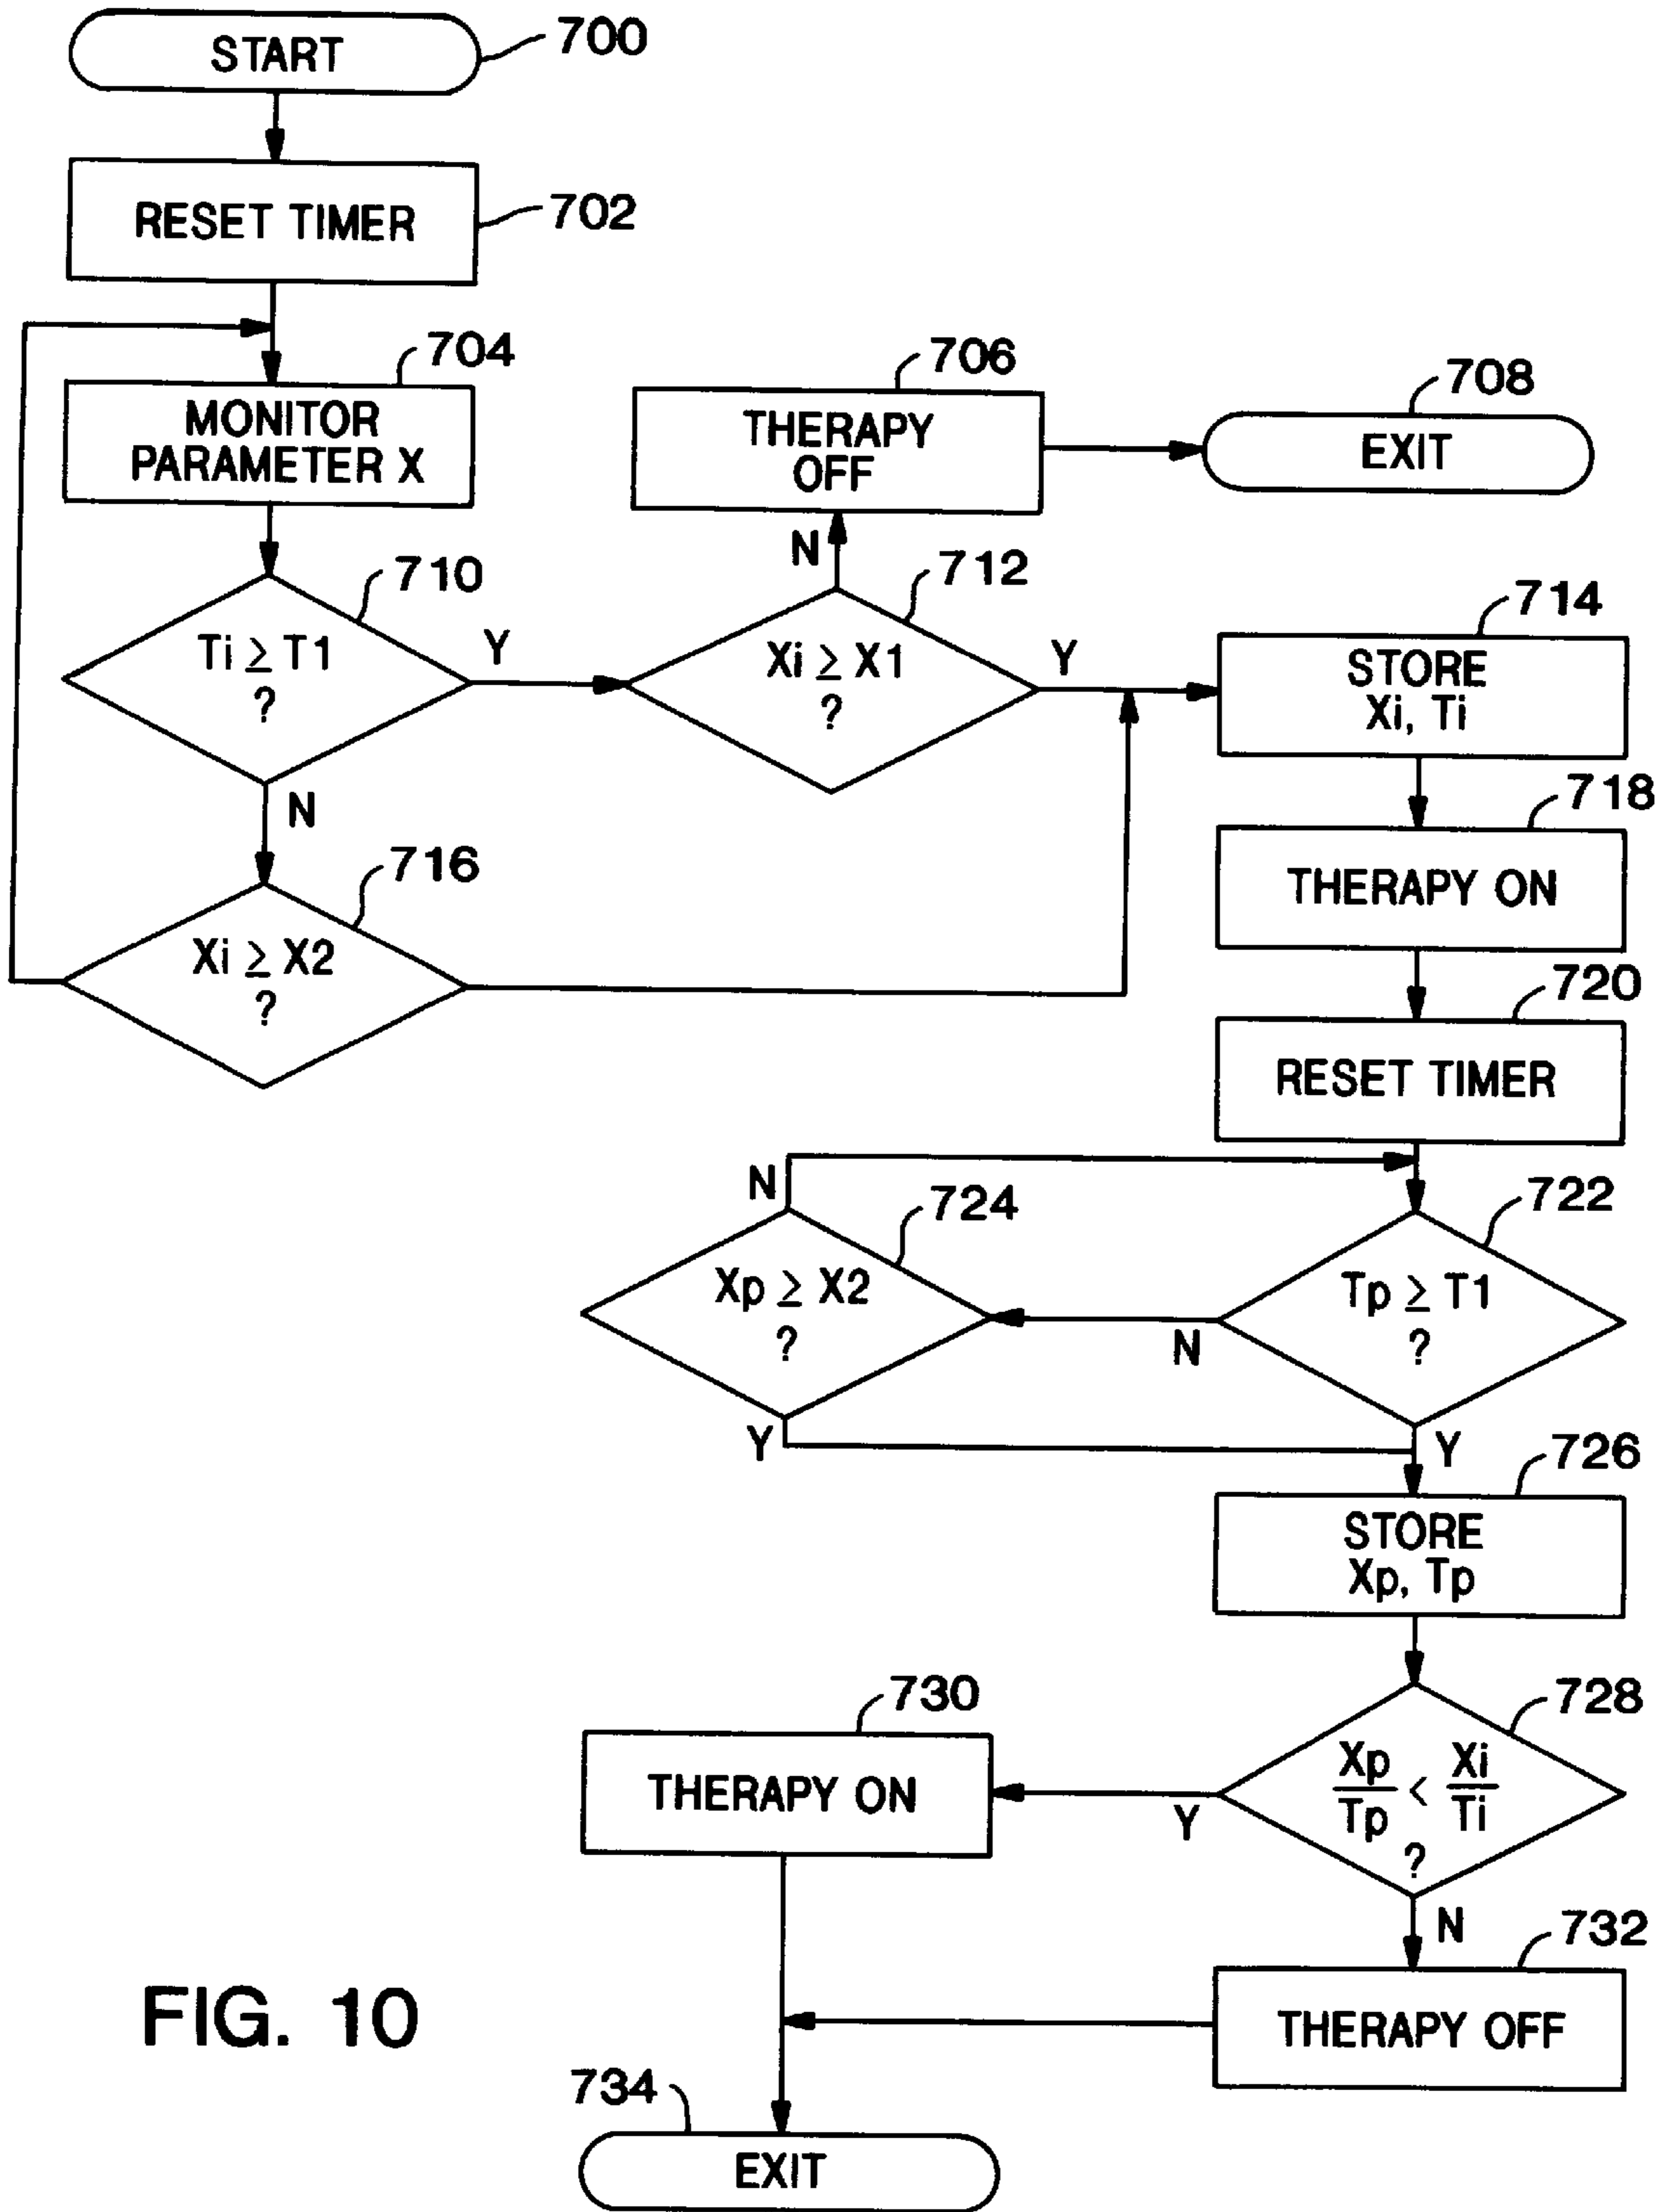 START
700
RESET TIMER
702
704
MONITOR
PARAMETER X
706
THERAPY
OFF
708
EXIT
710
Ti ≥ T1
?
Y
N
712
Xi ≥ X1
?
N
Y
714
STORE
Xi, Ti
716
Xi ≥ X2
?
718
THERAPY ON
720
RESET TIMER
722
Tp ≥ T1
?
N
Y
724
Xp ≥ X2
?
N
Y
726
STORE
Xp, Tp
728
Xp/Tp < Xi/Ti
?
Y
N
730
THERAPY ON
732
THERAPY OFF
734
EXIT
FIG. 10